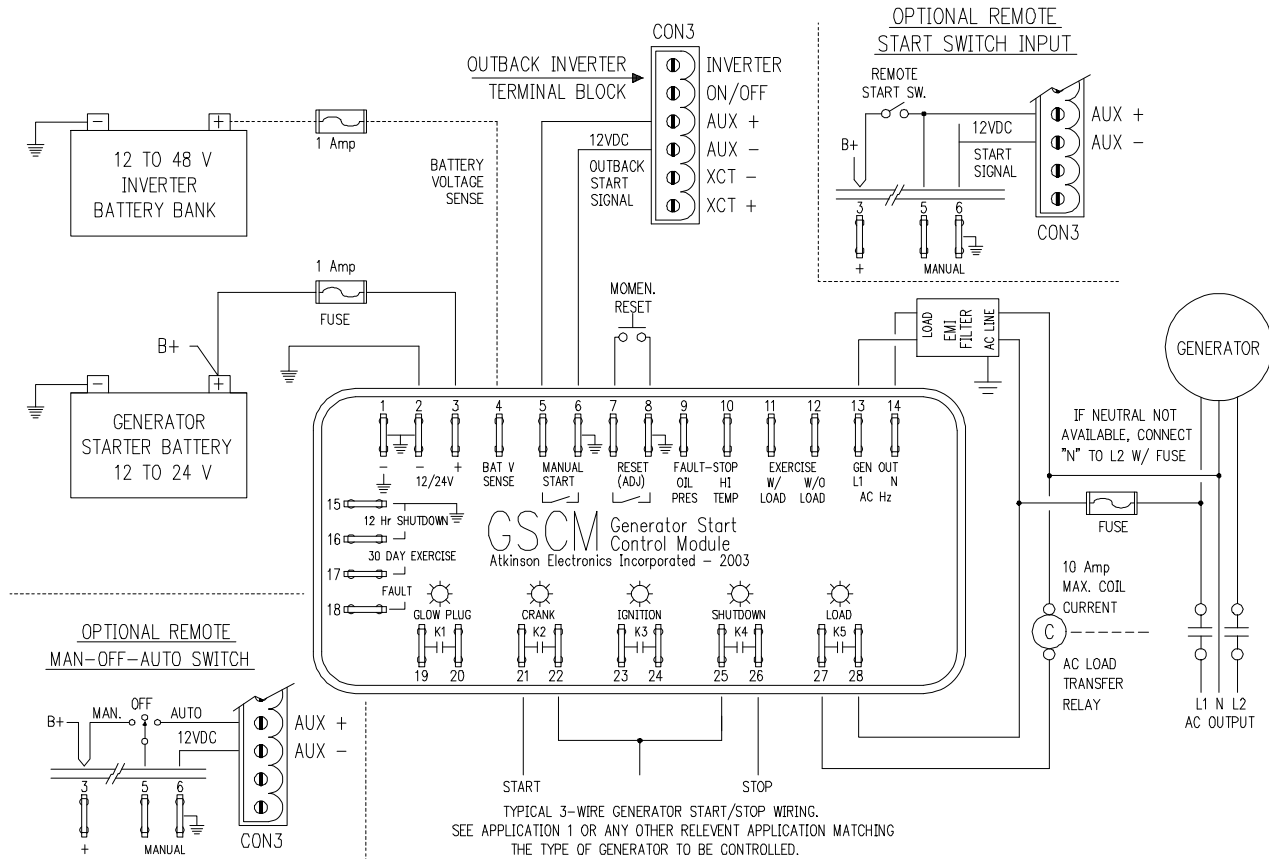 OPTIONAL REMOTE
START SWITCH INPUT
REMOTE
START SW.
B+
12VDC
START
SIGNAL
AUX +
AUX -
3
5
6
+
MANUAL
CON3
CON3
OUTBACK INVERTER
TERMINAL BLOCK
INVERTER
ON/OFF
AUX +
AUX -
XCT -
XCT +
12VDC
OUTBACK
START
SIGNAL
- +
12 TO 48 V
INVERTER
BATTERY BANK
1 Amp
BATTERY
VOLTAGE
SENSE
1 Amp
FUSE
B+
- +
GENERATOR
STARTER BATTERY
12 TO 24 V
MOMEN.
RESET
LOAD
EMI
FILTER
AC LINE
GENERATOR
IF NEUTRAL NOT
AVAILABLE, CONNECT
"N" TO L2 W/ FUSE
FUSE
10 Amp
MAX. COIL
CURRENT
C
AC LOAD
TRANSFER
RELAY
L1 N L2
AC OUTPUT
1 2 3 4 5 6 7 8 9 10 11 12 13 14
- - +
12/24V
BAT V
SENSE
MANUAL
START
RESET
(ADJ)
FAULT-STOP
OIL
PRES
HI
TEMP
EXERCISE
W/
LOAD
W/O
LOAD
GEN OUT
L1 N
AC Hz
15
12 Hr SHUTDOWN
16
30 DAY EXERCISE
17
FAULT
18
GSCM Generator Start
Control Module
Atkinson Electronics Incorporated - 2003
GLOW PLUG
K1
CRANK
K2
IGNITION
K3
SHUTDOWN
K4
LOAD
K5
19 20 21 22 23 24 25 26 27 28
START
STOP
TYPICAL 3-WIRE GENERATOR START/STOP WIRING.
SEE APPLICATION 1 OR ANY OTHER RELEVENT APPLICATION MATCHING
THE TYPE OF GENERATOR TO BE CONTROLLED.
OPTIONAL REMOTE
MAN-OFF-AUTO SWITCH
B+
MAN.
OFF
AUTO
12VDC
AUX +
AUX -
3
5
6
+
MANUAL
CON3